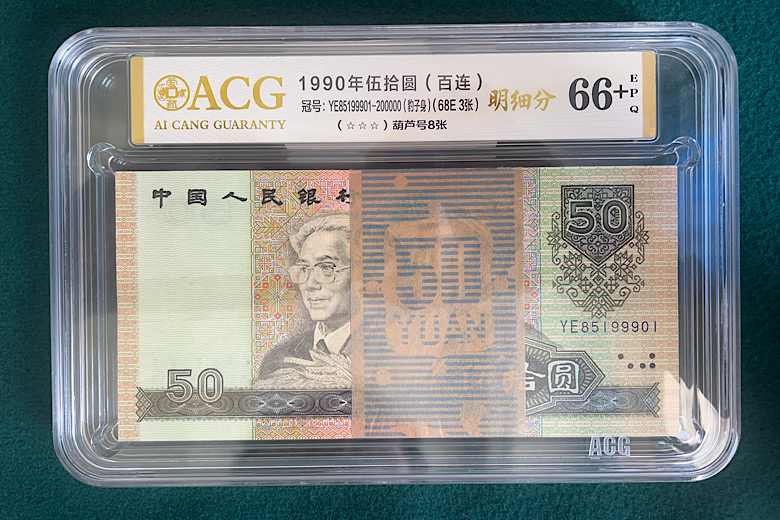 ACG
AI CANG GUARANTY
1990年伍拾圆（百连）
冠号：YE85199901-200000（豹子身）（68E 3张）
（☆☆☆）葫芦号8张
明细分
66+
EPQ
中国人民银
50
YE85199901
50
YUAN
50
拾圆
ACG